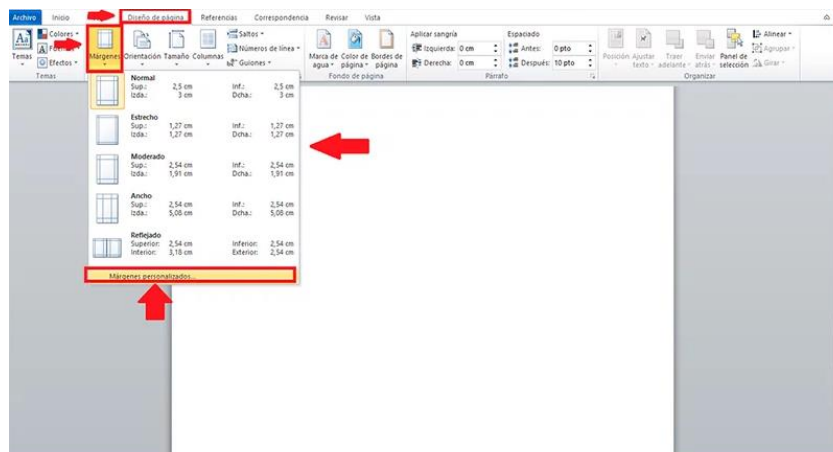 Archivo Inicio Diseño de página Referencias Correspondencia Revisar Vista
Colores
Efectos
Temas
Temas
Márgenes Orientación Tamaño Columnas
Saltos
Números de línea
Guiones
Marca de agua Color de página Bordes de página
Fondo de página
Aplicar sangría Espaciado
Izquierda: 0 cm Antes: 0 pto
Derecha: 0 cm Después: 10 pto
Párrafo
Posición Ajustar texto Traer adelante Enviar atrás Panel de selección
Alinear
Agrupar
Girar
Organizar
Normal
Sup.: 2,5 cm Inf.: 2,5 cm
Izda.: 3 cm Dcha.: 3 cm
Estrecho
Sup.: 1,27 cm Inf.: 1,27 cm
Izda.: 1,27 cm Dcha.: 1,27 cm
Moderado
Sup.: 2,54 cm Inf.: 2,54 cm
Izda.: 1,91 cm Dcha.: 1,91 cm
Ancho
Sup.: 2,54 cm Inf.: 2,54 cm
Izda.: 5,08 cm Dcha.: 5,08 cm
Reflejado
Superior: 2,54 cm Inferior: 2,54 cm
Interior: 3,18 cm Exterior: 2,54 cm
Márgenes personalizados...